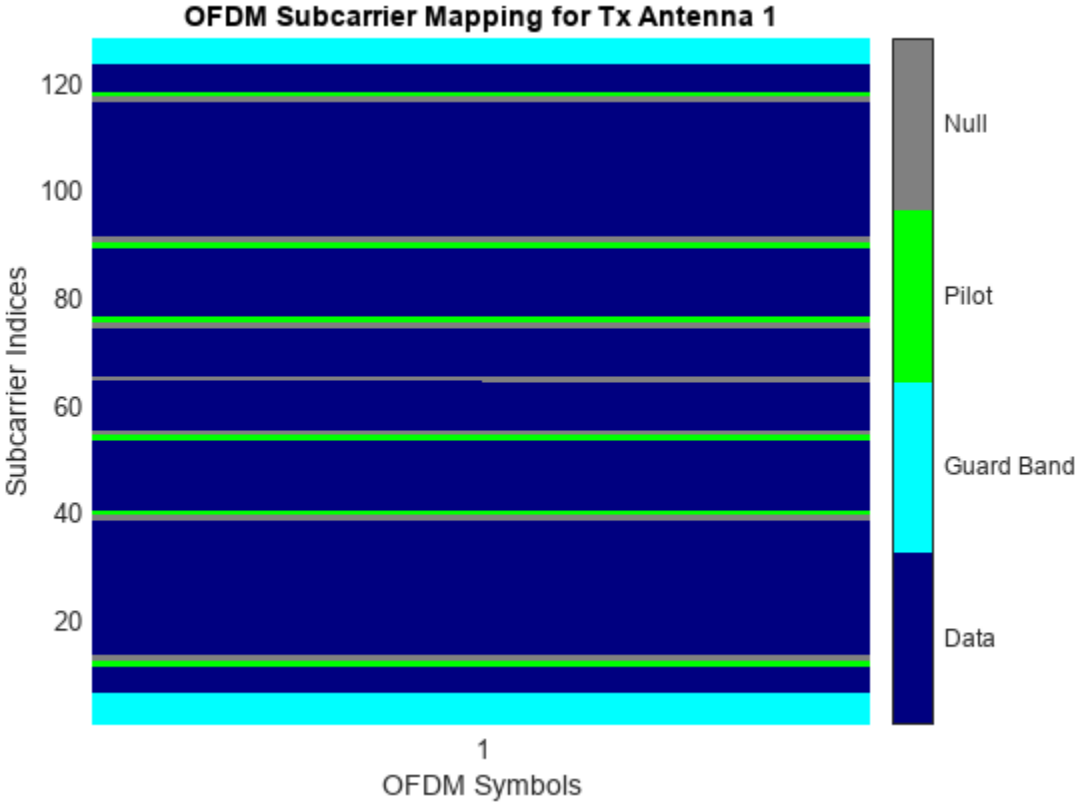 OFDM Subcarrier Mapping for Tx Antenna 1
120
100
80
60
40
20
Subcarrier Indices
1
OFDM Symbols
Null
Pilot
Guard Band
Data